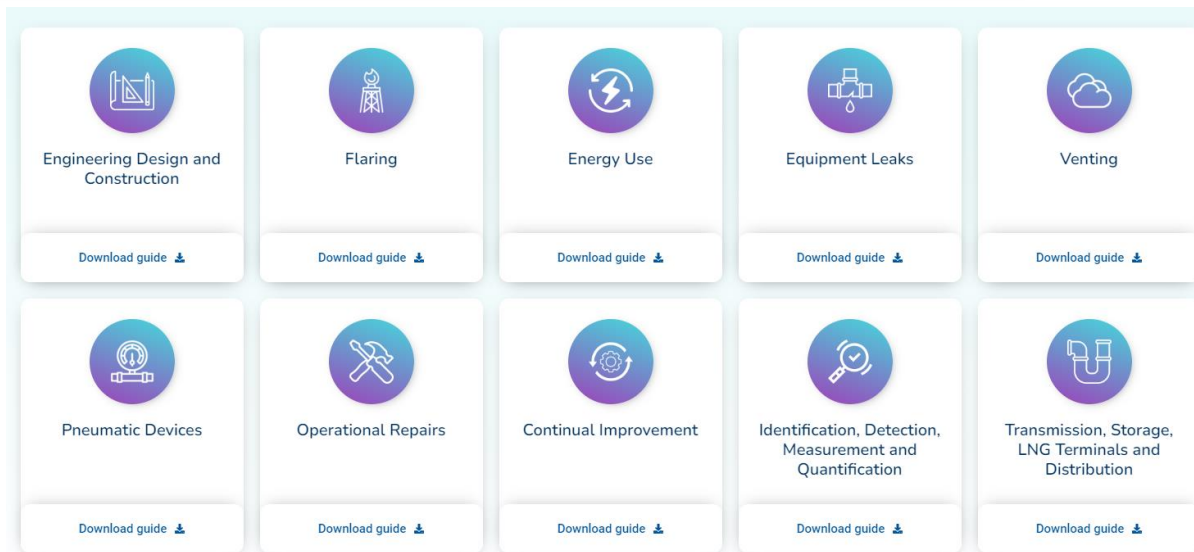 Engineering Design and
Construction
Flaring
Energy Use
Equipment Leaks
Venting
Download guide
Download guide
Download guide
Download guide
Download guide
Pneumatic Devices
Operational Repairs
Continual Improvement
Identification, Detection,
Measurement and
Quantification
Transmission, Storage,
LNG Terminals and
Distribution
Download guide
Download guide
Download guide
Download guide
Download guide